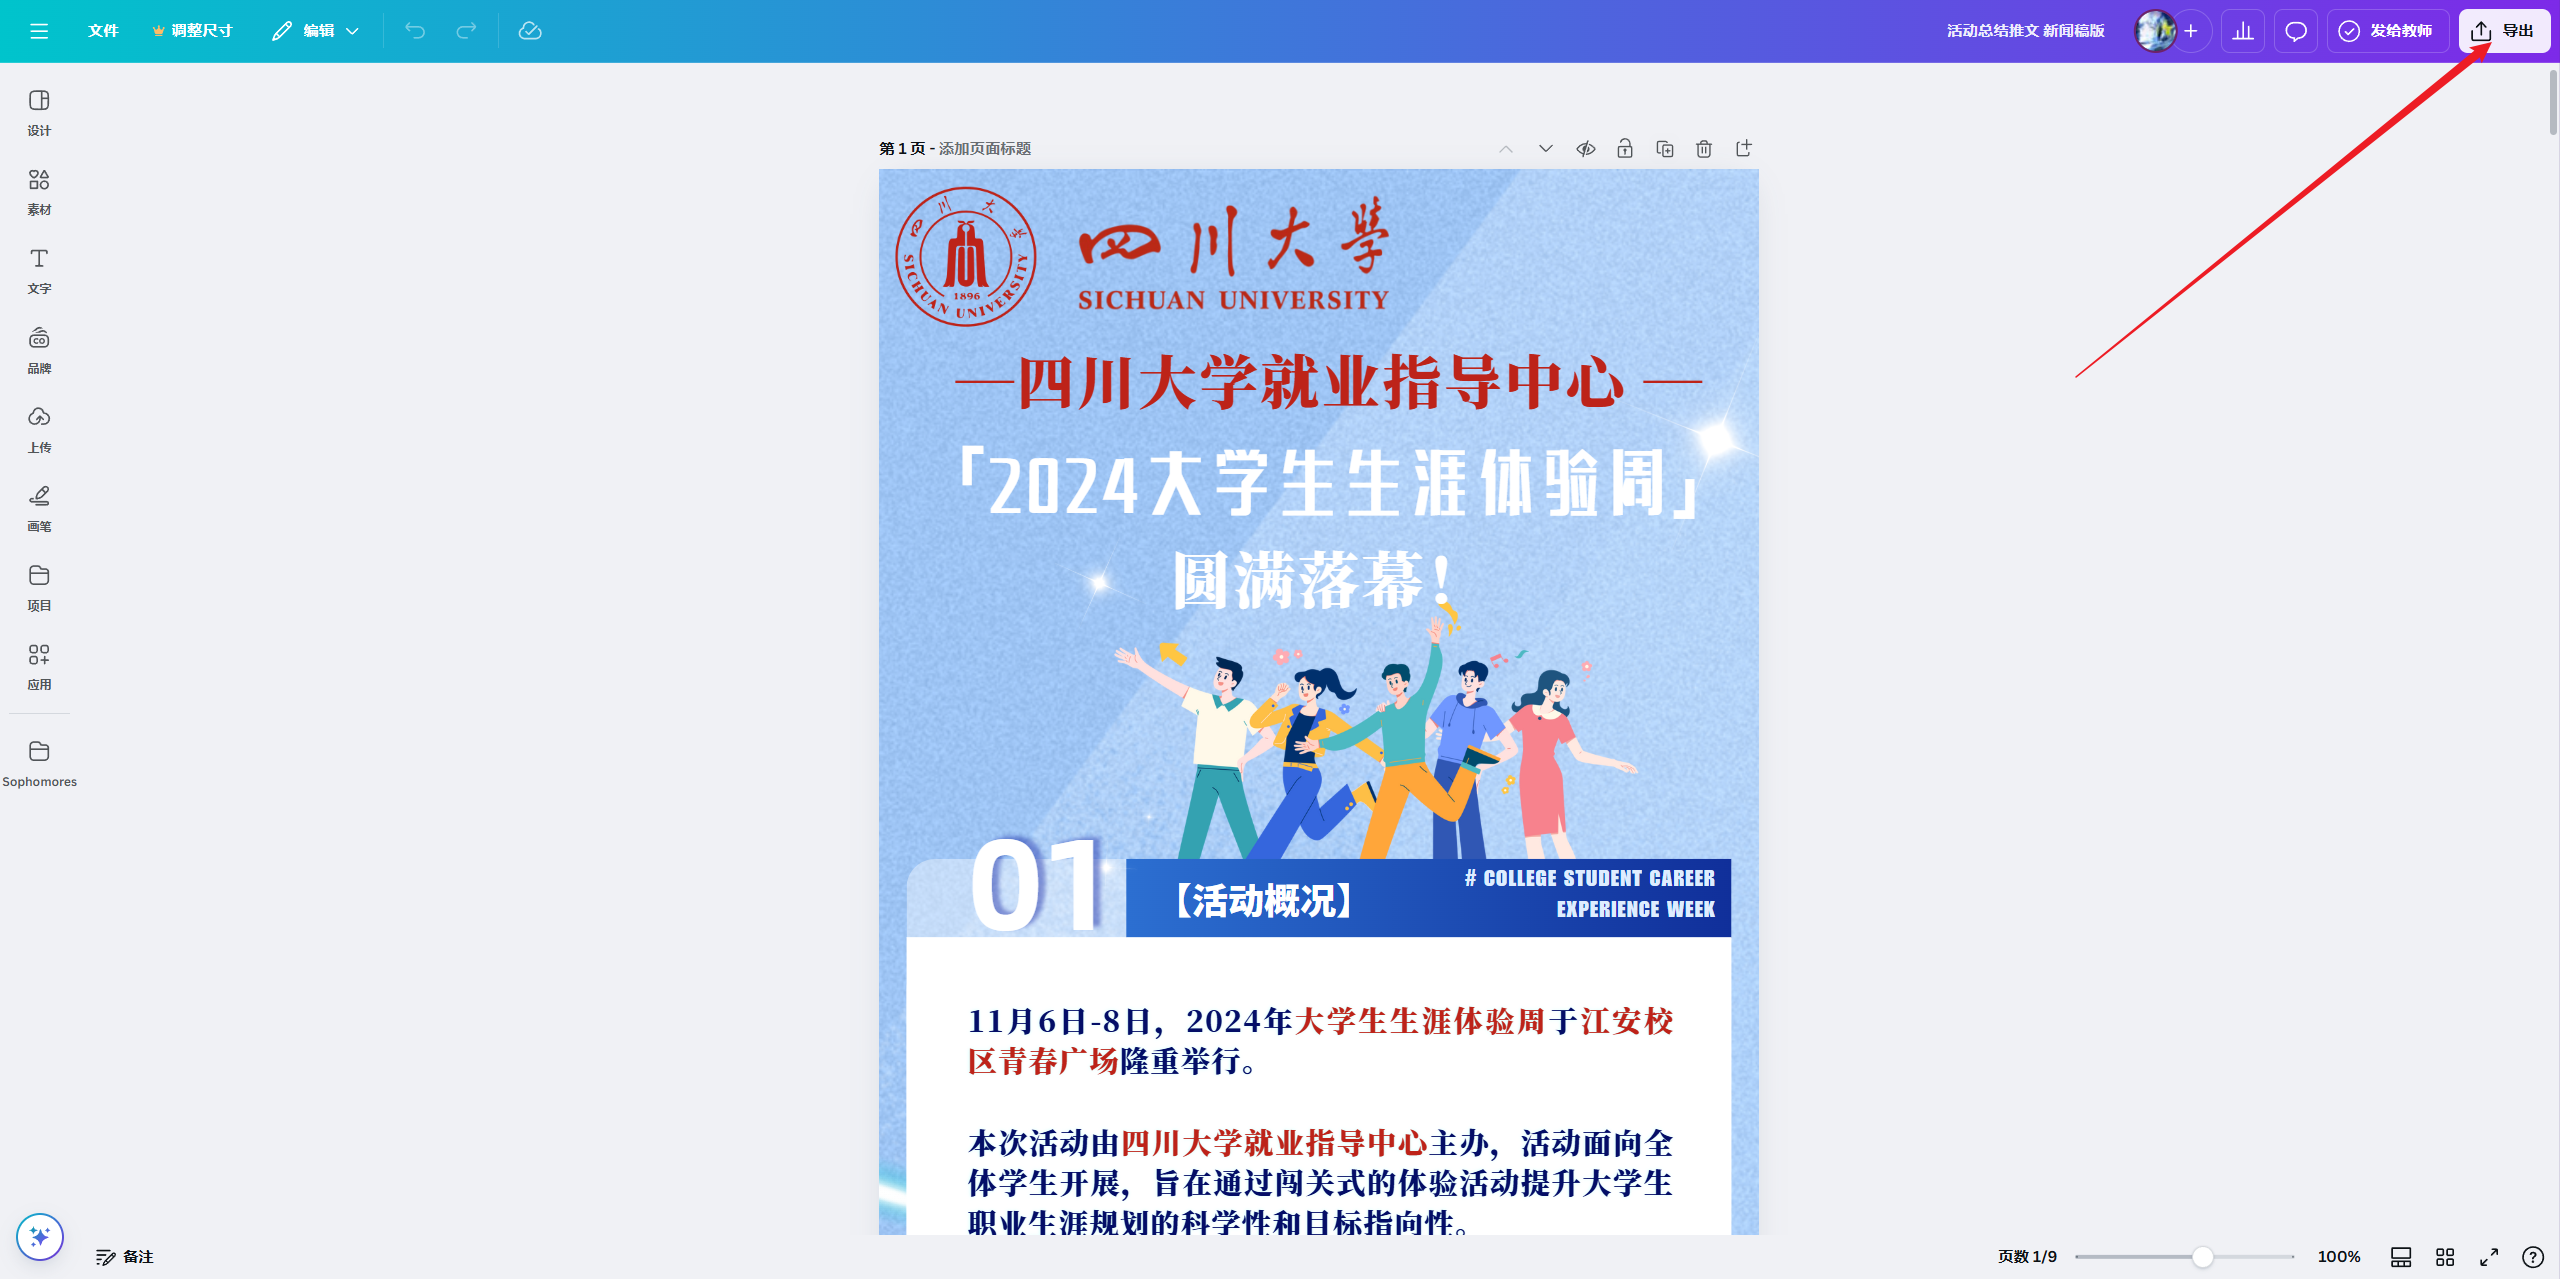 文件
调整尺寸
编辑
活动总结推文 新闻稿版
发给教师
导出
设计
素材
文字
品牌
上传
画笔
项目
应用
Sophomores
第 1 页 - 添加页面标题
四川大学
SICHUAN UNIVERSITY
1896
四川大學
SICHUAN UNIVERSITY
—四川大学就业指导中心 —
「2024大学生生涯体验周」
圆满落幕!
01
【活动概况】
# COLLEGE STUDENT CAREER
EXPERIENCE WEEK
11月6日-8日，2024年大学生生涯体验周于江安校
区青春广场隆重举行。
本次活动由四川大学就业指导中心主办，活动面向全
体学生开展，旨在通过闯关式的体验活动提升大学生
职业生涯规划的科学性和目标指向性。
备注
页数 1/9
100%